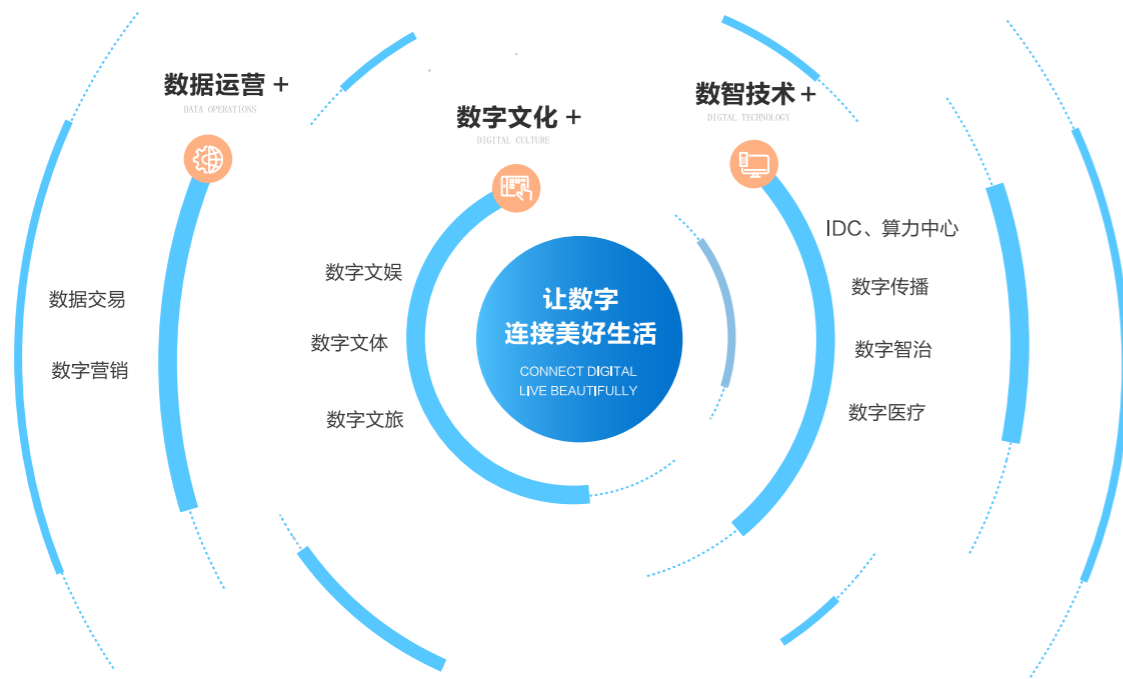 数据运营 +
DATA OPERATIONS
数据交易
数字营销
数字文化 +
DIGITAL CULTURE
数字文娱
数字文体
数字文旅
让数字
连接美好生活
CONNECT DIGITAL
LIVE BEAUTIFULLY
数智技术 +
DIGTAL TECHNOLOGY
IDC、算力中心
数字传播
数字智治
数字医疗